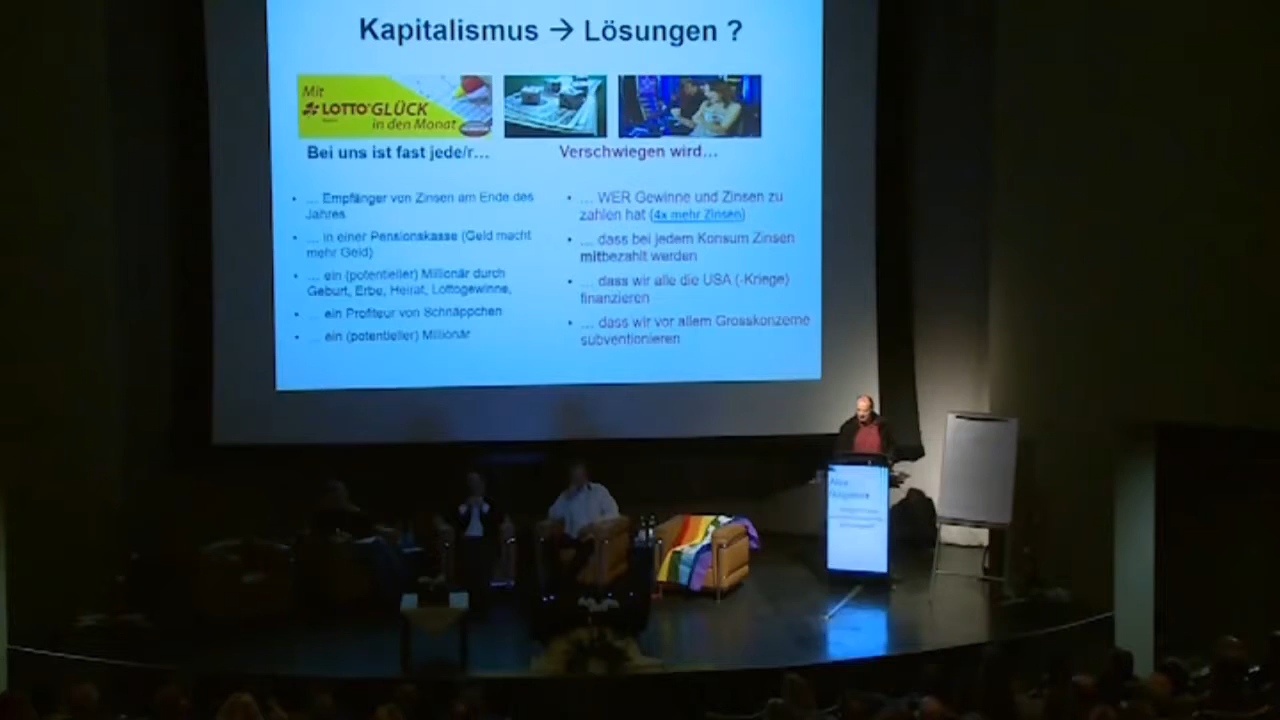 Kapitalismus → Lösungen ?
Mit
LOTTO GLÜCK
in den Monat
Bei uns ist fast jede/r...
• ... Empfänger von Zinsen am Ende des
Jahres
• ... in einer Pensionskasse (Geld macht
mehr Geld)
• ... ein (potentieller) Millionär durch
Geburt, Erbe, Heirat, Lottogewinne,
• ... ein Profiteur von Schnäppchen
• ... ein (potentieller) Millionär
Verschwiegen wird...
• ... WER Gewinne und Zinsen zu
zahlen hat (4x mehr Zinsen)
• ... dass bei jedem Konsum Zinsen
mitbezahlt werden
• ... dass wir alle die USA (-Kriege)
finanzieren
• ... dass wir vor allem Grosskonzerne
subventionieren